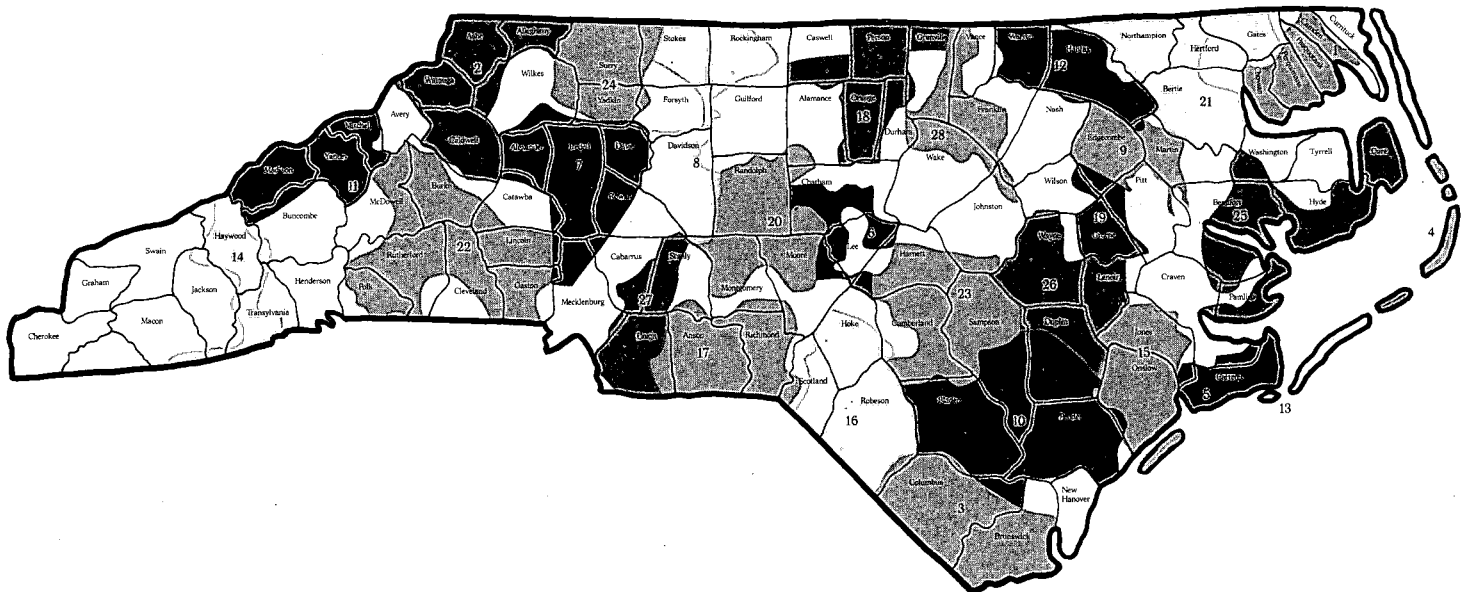 Ashe
Alleghany
Surry
Stokes
Rockingham
Caswell
Person
Granville
Vance
Warren
Halifax
Northampton
Hertford
Gates
Currituck
2
12
Watauga
Wilkes
24
Yadkin
Forsyth
Guilford
Alamance
Orange
18
Durham
Franklin
Nash
Bertie
21
Avery
Mitchell
Caldwell
Alexander
Iredell
7
Davie
Davidson
8
Randolph
28
Wake
Edgecombe
9
Martin
Washington
Tyrrell
Dare
Madison
Yancey
11
McDowell
Burke
Catawba
Rowan
Chatham
Wilson
Pitt
Buncombe
20
Johnston
Beaufort
25
Hyde
Swain
Haywood
14
Rutherford
22
Lincoln
Cabarrus
Stanly
Moore
Lee
6
Harnett
Wayne
19
Greene
4
Graham
Jackson
Henderson
Polk
Cleveland
Gaston
Mecklenburg
27
Montgomery
23
26
Lenoir
Craven
Pamlico
Cherokee
Macon
Transylvania
1
Union
Anson
17
Richmond
Hoke
Cumberland
Sampson
Duplin
Jones
15
Onslow
Carteret
5
13
Scotland
Robeson
16
Bladen
10
Pender
Columbus
3
New
Hanover
Brunswick